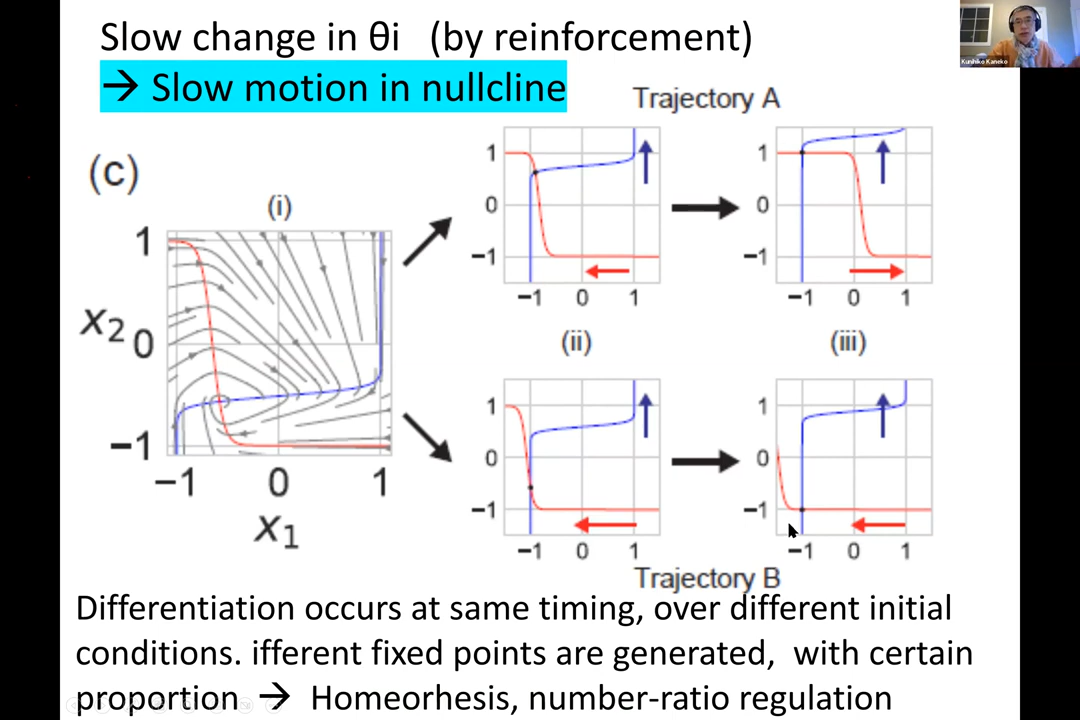 Slow change in θi (by reinforcement)
→ Slow motion in nullcline
Kunihiko Kaneko
Trajectory A
(c)
(i)
1
0
−1
x2
−1 0 1
x1
1
0
−1
−1 0 1
(ii)
1
0
−1
−1 0 1
(iii)
1
0
−1
−1 0 1
1
0
−1
−1 0 1
Trajectory B
Differentiation occurs at same timing, over different initial
conditions. ifferent fixed points are generated, with certain
proportion → Homeorhesis, number-ratio regulation